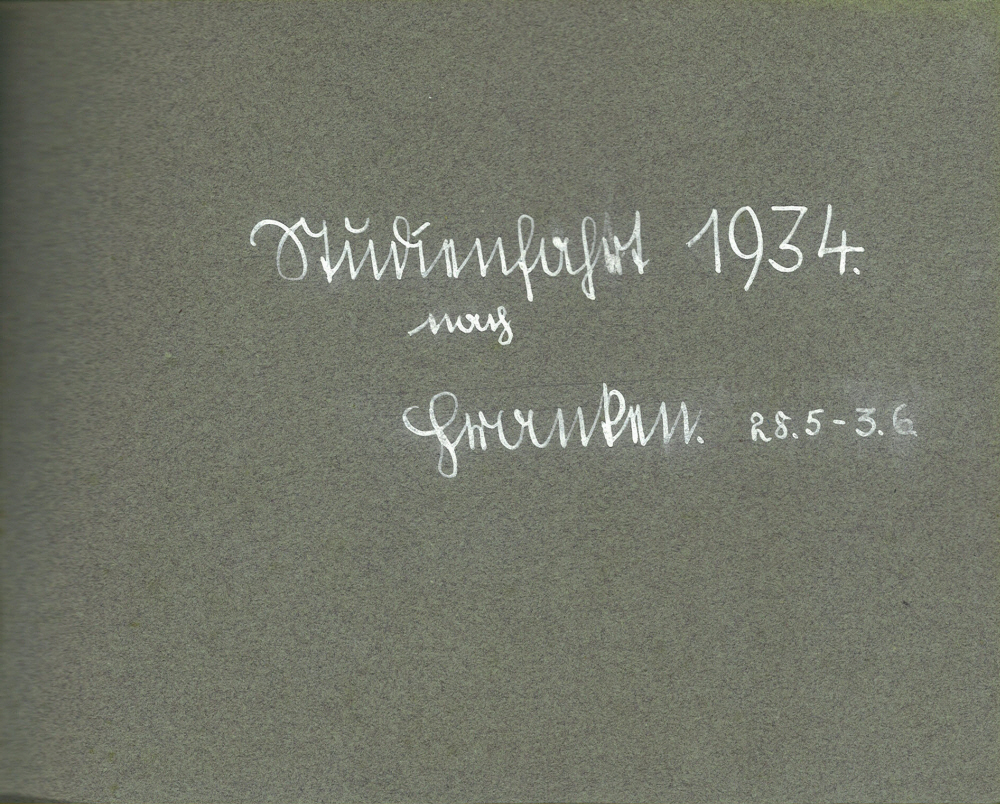 Studienfahrt 1934.
nach
Franken. 28.5-3.6